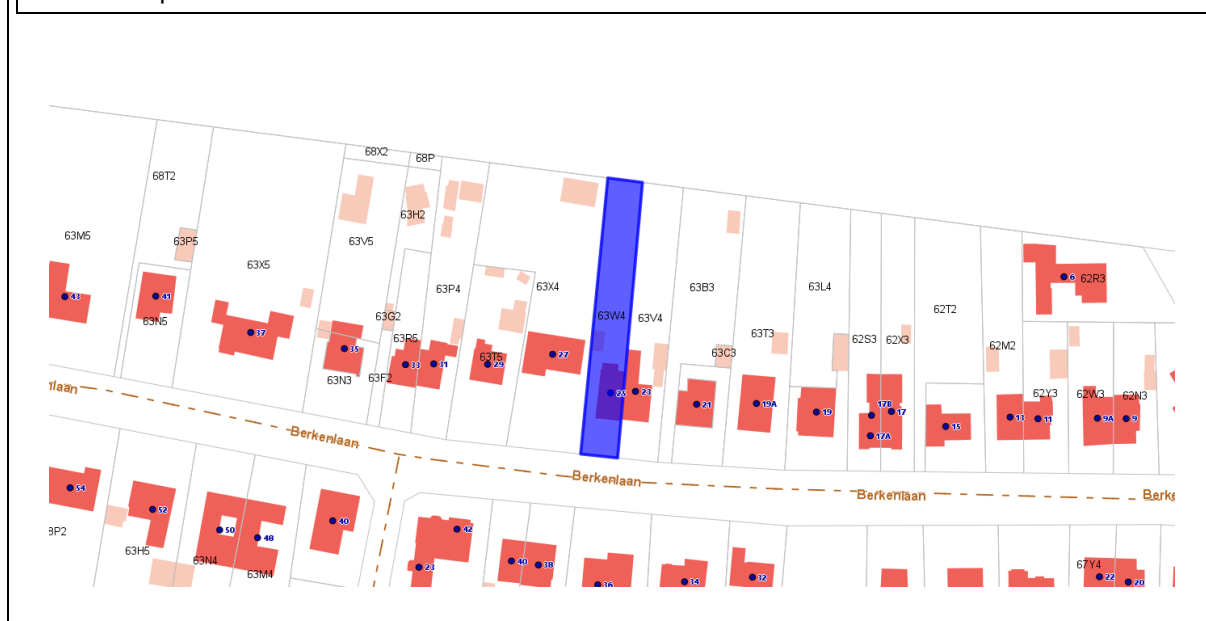 68X2
68P
68T2
63H2
63M5
63P5
63V5
63X5
63P4
63X4
63B3
63L4
6
62R3
43
41
63N5
37
63G2
63W4
63V4
62T2
63R5
63T3
62S3
62X3
62M2
35
33
31
63T5
29
27
63C3
63N3
63F2
25
23
21
19A
19
17B
17
17A
15
13
11
62Y3
62W3
62N3
9A
9
nlaan
Berkenlaan
Berkenlaan
Berkenlaan
Berke
54
52
50
48
40
42
8P2
63H5
63N4
63M4
23
40
38
36
34
32
67Y4
22
20